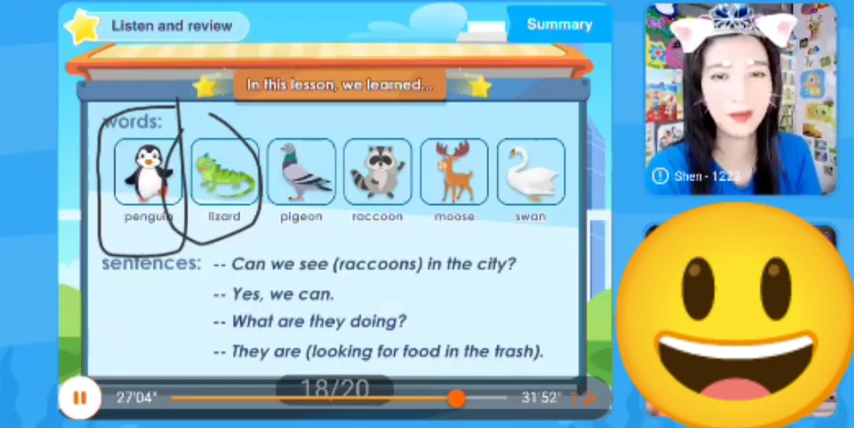 Listen and review
Summary
In this lesson, we learned...
words:
penguin
lizard
pigeon
raccoon
moose
swan
sentences: -- Can we see (raccoons) in the city?
-- Yes, we can.
-- What are they doing?
-- They are (looking for food in the trash).
18/20
27'04"
31'52"
Shen - 1223